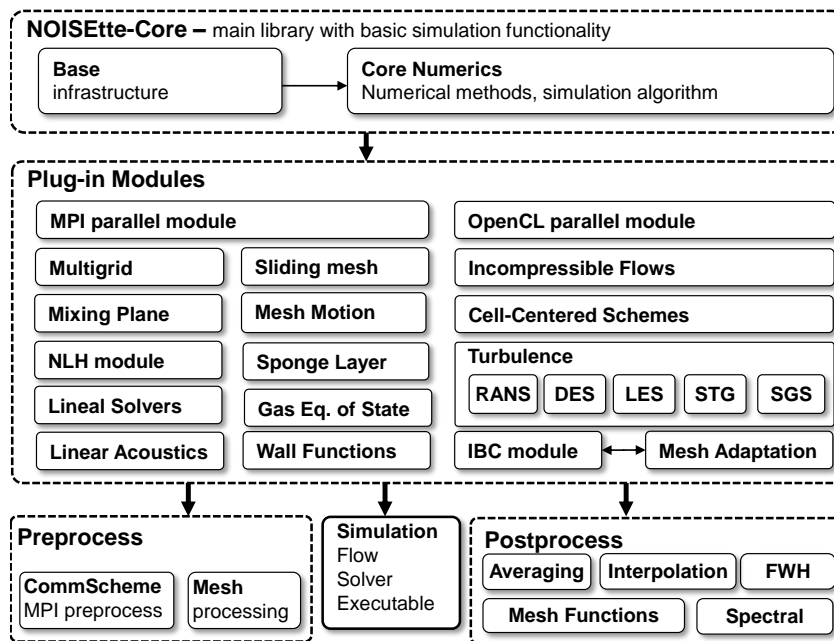 NOISEtte-Core – main library with basic simulation functionality
Base
infrastructure
Core Numerics
Numerical methods, simulation algorithm
Plug-in Modules
MPI parallel module
OpenCL parallel module
Multigrid
Sliding mesh
Incompressible Flows
Mixing Plane
Mesh Motion
Cell-Centered Schemes
NLH module
Sponge Layer
Turbulence
RANS
DES
LES
STG
SGS
Lineal Solvers
Gas Eq. of State
Linear Acoustics
Wall Functions
IBC module
Mesh Adaptation
Preprocess
CommScheme
MPI preprocess
Mesh
processing
Simulation
Flow
Solver
Executable
Postprocess
Averaging
Interpolation
FWH
Mesh Functions
Spectral